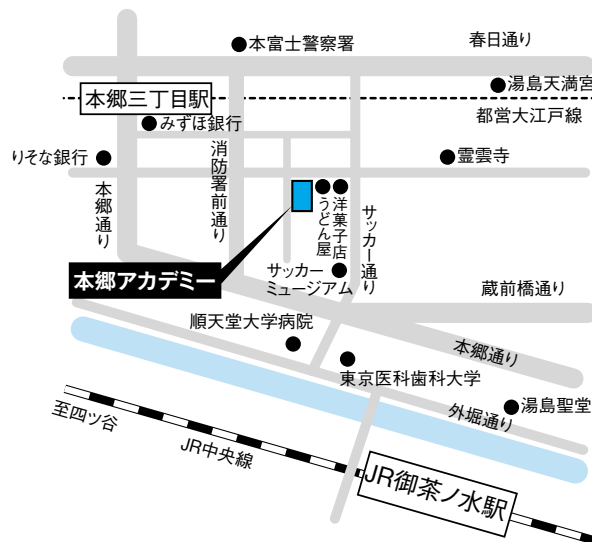 本富士警察署
春日通り
湯島天満宮
本郷三丁目駅
都営大江戸線
みずほ銀行
りそな銀行
霊雲寺
消防署前通り
本郷通り
うどん屋
洋菓子店
サッカー通り
サッカー
ミュージアム
本郷アカデミー
蔵前橋通り
順天堂大学病院
本郷通り
東京医科歯科大学
外堀通り
湯島聖堂
至四ツ谷
JR中央線
JR御茶ノ水駅